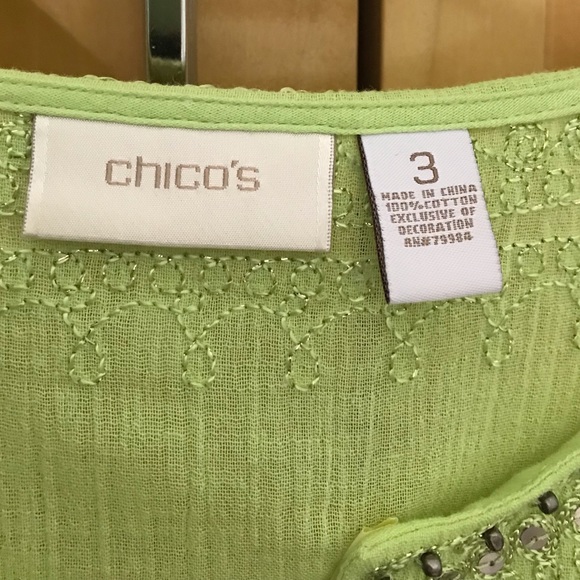 chico's
3
MADE IN CHINA
100% COTTON
EXCLUSIVE OF
DECORATION
RN#79984